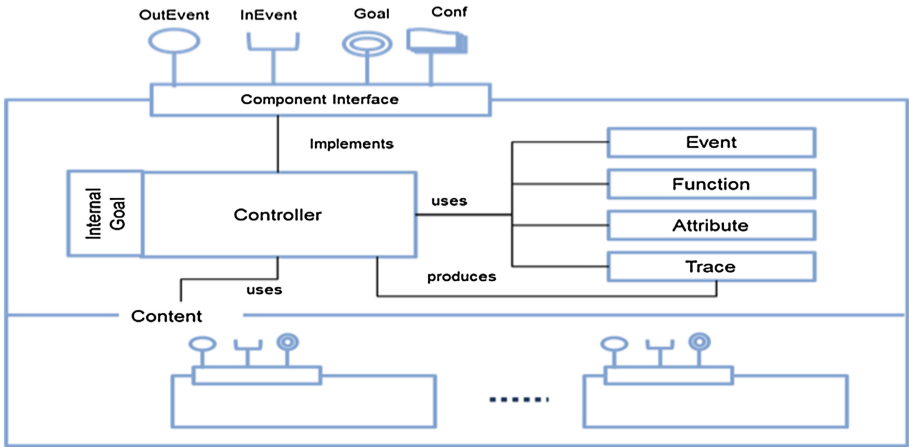 OutEvent InEvent Goal Conf
Component Interface
Implements
Event
Function
Internal
Goal
Controller
uses
Attribute
Trace
produces
uses
Content